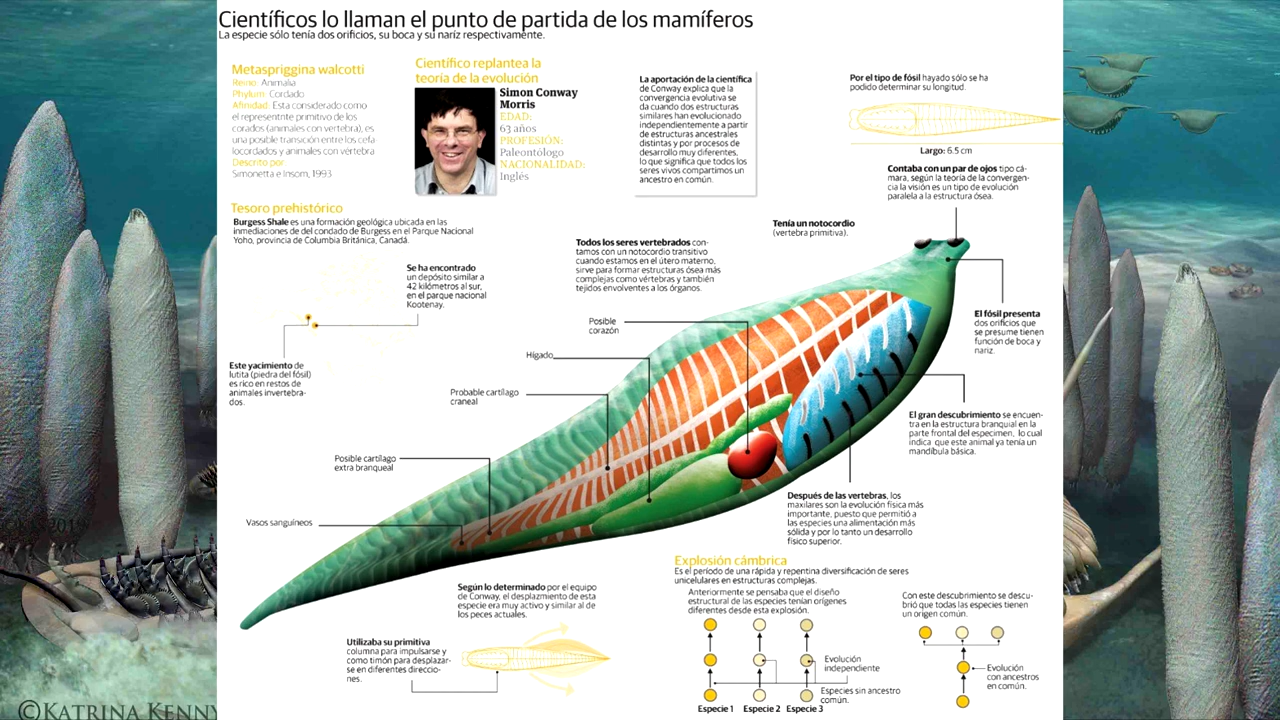 Científicos lo llaman el punto de partida de los mamíferos
La especie sólo tenía dos orificios, su boca y su naríz respectivamente.
Metaspriggina walcotti
Reino: Animalia
Phylum: Cordado
Afinidad: Esta considerado como
el representnte primitivo de los
corados (animales con vertebra), es
una posible transición entre los cefa
locordados y animales con vertebra
Descrito por
Simonetta e Insom, 1993
Científico replantea la
teoría de la evolución
Simon Conway
Morris
EDAD:
63 años
PROFESIÓN:
Paleontólogo
NACIONALIDAD:
Inglés
La aportación de la científica
de Conway explica que la
convergencia evolutiva se
da cuando dos estructuras
similares han evolucionado
independientemente a partir
de estructuras ancestrales
distintas y por procesos de
desarrollo muy diferentes,
lo que significa que todos los
seres vivos compartimos un
ancestro en común.
Por el tipo de fósil hayado sólo se ha
podido determinar su longitud.
Largo: 6.5 cm
Contaba con un par de ojos tipo cá-
mara, según la teoría de la convergen-
cia la visión es un tipo de evolución
paralela a la estructura ósea.
Tesoro prehistórico
Burgess Shale es una formación geológica ubicada en las
inmediaciones de del condado de Burgess en el Parque Nacional
Yoho, provincia de Columbia Británica, Canadá.
Se ha encontrado
un depósito similar a
42 kilómetros al sur,
en el parque nacional
Kootenay.
Este yacimiento de
lutita (piedra del fósil)
es rico en restos de
animales invertebra-
dos.
Todos los seres vertebrados con-
tamos con un notocordio transitivo
cuando estamos en el útero materno,
sirve para formar estructuras ósea más
complejas como vértebras y también
tejidos envolventes a los órganos.
Tenía un notocordio
(vertebra primitiva).
Posible
corazón
Hígado
Probable cartílago
craneal
Posible cartílago
extra branqueal
Vasos sanguíneos
El fósil presenta
dos orificios que
se presume tienen
función de boca y
nariz.
El gran descubrimiento se encuen-
tra en la estructura branquial en la
parte frontal del especimen, lo cual
indica que este animal ya tenía un
mandíbula básica.
Después de las vertebras, los
maxilares son la evolución física más
importante, puesto que permitió a
las especies una alimentación más
sólida y por lo tanto un desarrollo
físico superior.
Según lo determinado por el equipo
de Conway, el desplazmiento de esta
especie era muy activo y similar al de
los peces actuales.
Utilizaba su primitiva
columna para impulsarse y
como timón para desplazar-
se en diferentes direccio-
nes.
Explosión cámbrica
Es el período de una rápida y repentina diversificación de seres
unicelulares en estructuras complejas.
Anteriormente se pensaba que el diseño
estructural de las especies tenían orígenes
diferentes desde esta explosión.
Evolución
independiente
Especies sin ancestro
común.
Especie 1 Especie 2 Especie 3
Con este descubrimiento se descu-
brió que todas las especies tienen
un origen común.
Evolución
con ancestros
en común.
©KATRINA KENNY